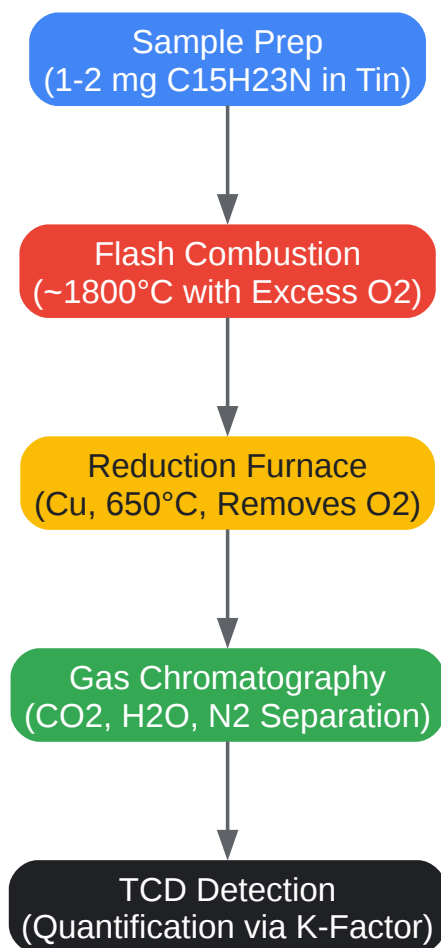 Sample Prep
(1-2 mg C15H23N in Tin)
Flash Combustion
(~1800°C with Excess O2)
Reduction Furnace
(Cu, 650°C, Removes O2)
Gas Chromatography
(CO2, H2O, N2 Separation)
TCD Detection
(Quantification via K-Factor)